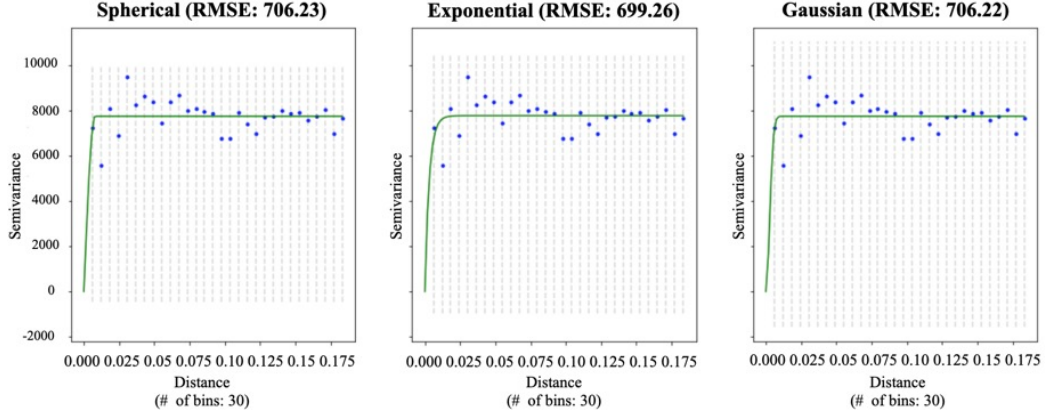 Spherical (RMSE: 706.23)
Exponential (RMSE: 699.26)
Gaussian (RMSE: 706.22)
10000
8000
6000
4000
2000
0
-2000
Semivariance
Semivariance
Semivariance
0.000 0.025 0.05 0.075 0.10 0.125 0.15 0.175
0.000 0.025 0.05 0.075 0.10 0.125 0.15 0.175
0.000 0.025 0.05 0.075 0.10 0.125 0.15 0.175
Distance
(# of bins: 30)
Distance
(# of bins: 30)
Distance
(# of bins: 30)